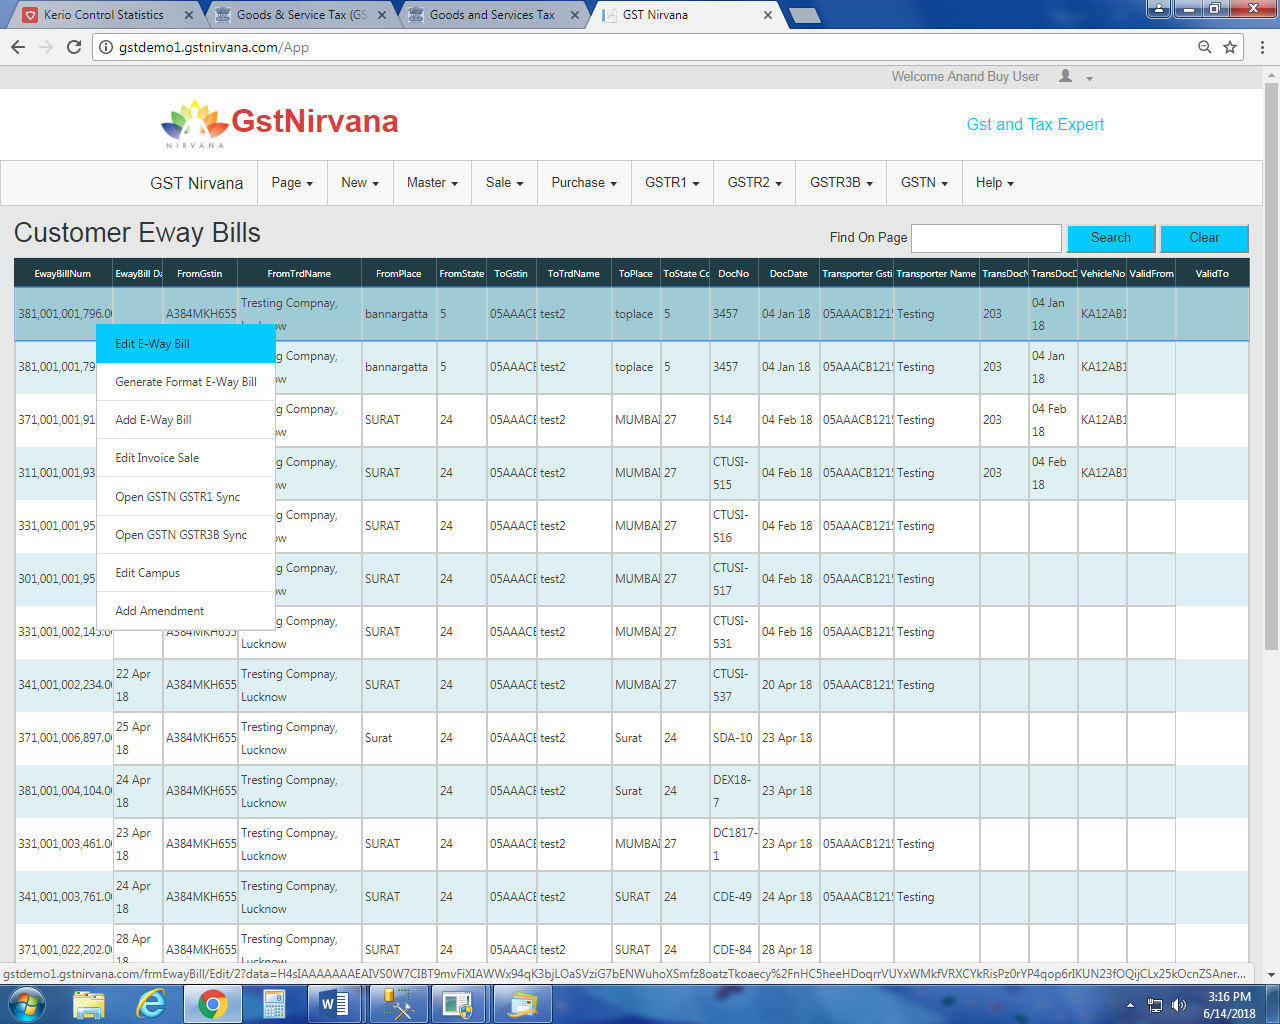 Kerio Control Statistics
Goods & Service Tax (GS
Goods and Services Tax
GST Nirvana
gstdemo1.gstnirvana.com/App
Welcome Anand Buy User
NIRVANA
GstNirvana
Gst and Tax Expert
GST Nirvana Page New Master Sale Purchase GSTR1 GSTR2 GSTR3B GSTN Help
Customer Eway Bills
Find On Page Search Clear
EwayBillNum EwayBill Da FromGstin FromTrdName FromPlace FromState ToGstin ToTrdName ToPlace ToState Co DocNo DocDate Transporter Gsti Transporter Name TransDocN TransDocD VehicleNo ValidFrom ValidTo
381,001,001,796.0 A384MKH655 Tresting Compnay, Lucknow bannargatta 5 05AAACB test2 toplace 5 3457 04 Jan 18 05AAACB121 Testing 203 04 Jan 18 KA12AB1
381,001,001,79 g Compnay, bannargatta 5 05AAACE test2 toplace 5 3457 04 Jan 18 05AAACB121 Testing 203 04 Jan 18 KA12AB1
371,001,001,91 g Compnay, SURAT 24 05AAACE test2 MUMBAI 27 514 04 Feb 18 05AAACB121 Testing 203 04 Feb 18 KA12AB1
311,001,001,93 g Compnay, SURAT 24 05AAACE test2 MUMBAI 27 CTUSI-515 04 Feb 18 05AAACB121 Testing 203 04 Feb 18 KA12AB1
331,001,001,95 g Compnay, SURAT 24 05AAACE test2 MUMBAI 27 CTUSI-516 04 Feb 18 05AAACB121 Testing
301,001,001,95 g Compnay, SURAT 24 05AAACE test2 MUMBAI 27 CTUSI-517 04 Feb 18 05AAACB121 Testing
331,001,002,145.0 A384MKH655 g Compnay, Lucknow SURAT 24 05AAACE test2 MUMBAI 27 CTUSI-531 04 Feb 18 05AAACB121 Testing
341,001,002,234.0 22 Apr 18 A384MKH655 Tresting Compnay, Lucknow SURAT 24 05AAACE test2 MUMBAI 27 CTUSI-537 20 Apr 18 05AAACB121 Testing
371,001,006,897.0 25 Apr 18 A384MKH655 Tresting Compnay, Lucknow Surat 24 05AAACE test2 Surat 24 SDA-10 23 Apr 18
381,001,004,104.0 24 Apr 18 A384MKH655 Tresting Compnay, Lucknow 24 05AAACE test2 Surat 24 DEX18-7 23 Apr 18
331,001,003,461.0 23 Apr 18 A384MKH655 Tresting Compnay, Lucknow SURAT 24 05AAACE test2 MUMBAI 27 DC1817-1 23 Apr 18 05AAACB121 Testing
341,001,003,761.0 24 Apr 18 A384MKH655 Tresting Compnay, Lucknow SURAT 24 05AAACE test2 SURAT 24 CDE-49 24 Apr 18 05AAACB121 Testing
371,001,022,202.0 28 Apr A384MKH655 Tresting Compnay, SURAT 24 05AAACE test2 SURAT 24 CDE-84 28 Apr 18
Edit E-Way Bill
Generate Format E-Way Bill
Add E-Way Bill
Edit Invoice Sale
Open GSTN GSTR1 Sync
Open GSTN GSTR3B Sync
Edit Campus
Add Amendment
3:16 PM
6/14/2018